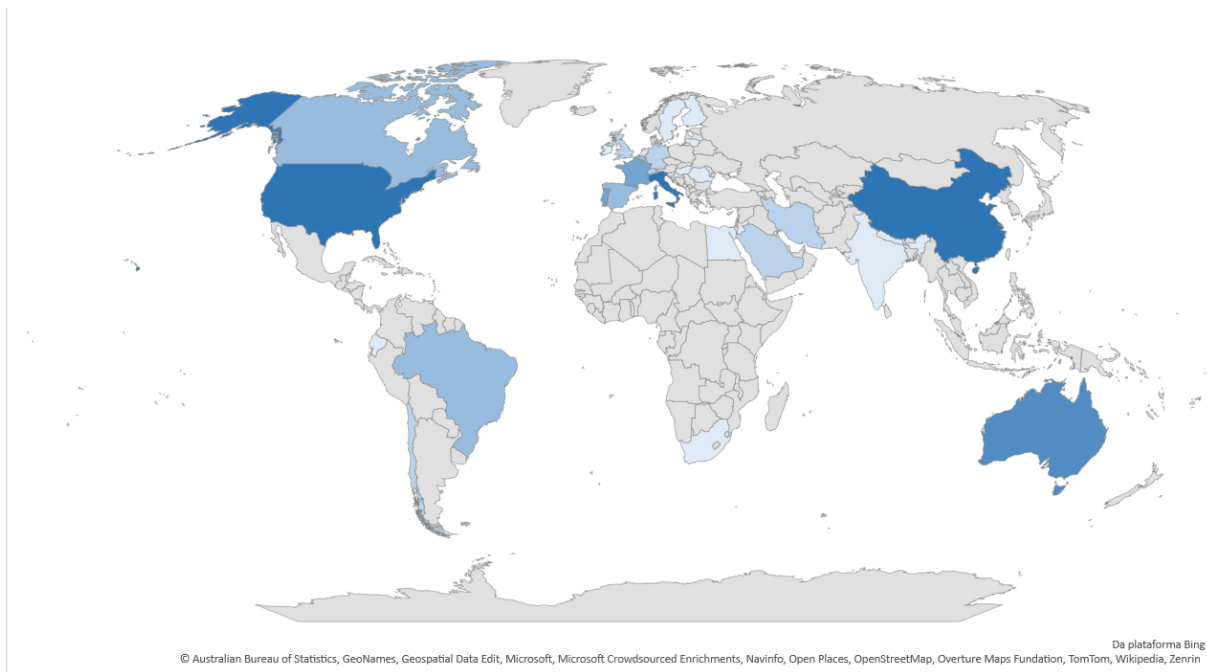 Da plataforma Bing
© Australian Bureau of Statistics, GeoNames, Geospatial Data Edit, Microsoft, Microsoft Crowdsourced Enrichments, Navinfo, Open Places, OpenStreetMap, Overture Maps Fundation, TomTom, Wikipedia, Zenrin